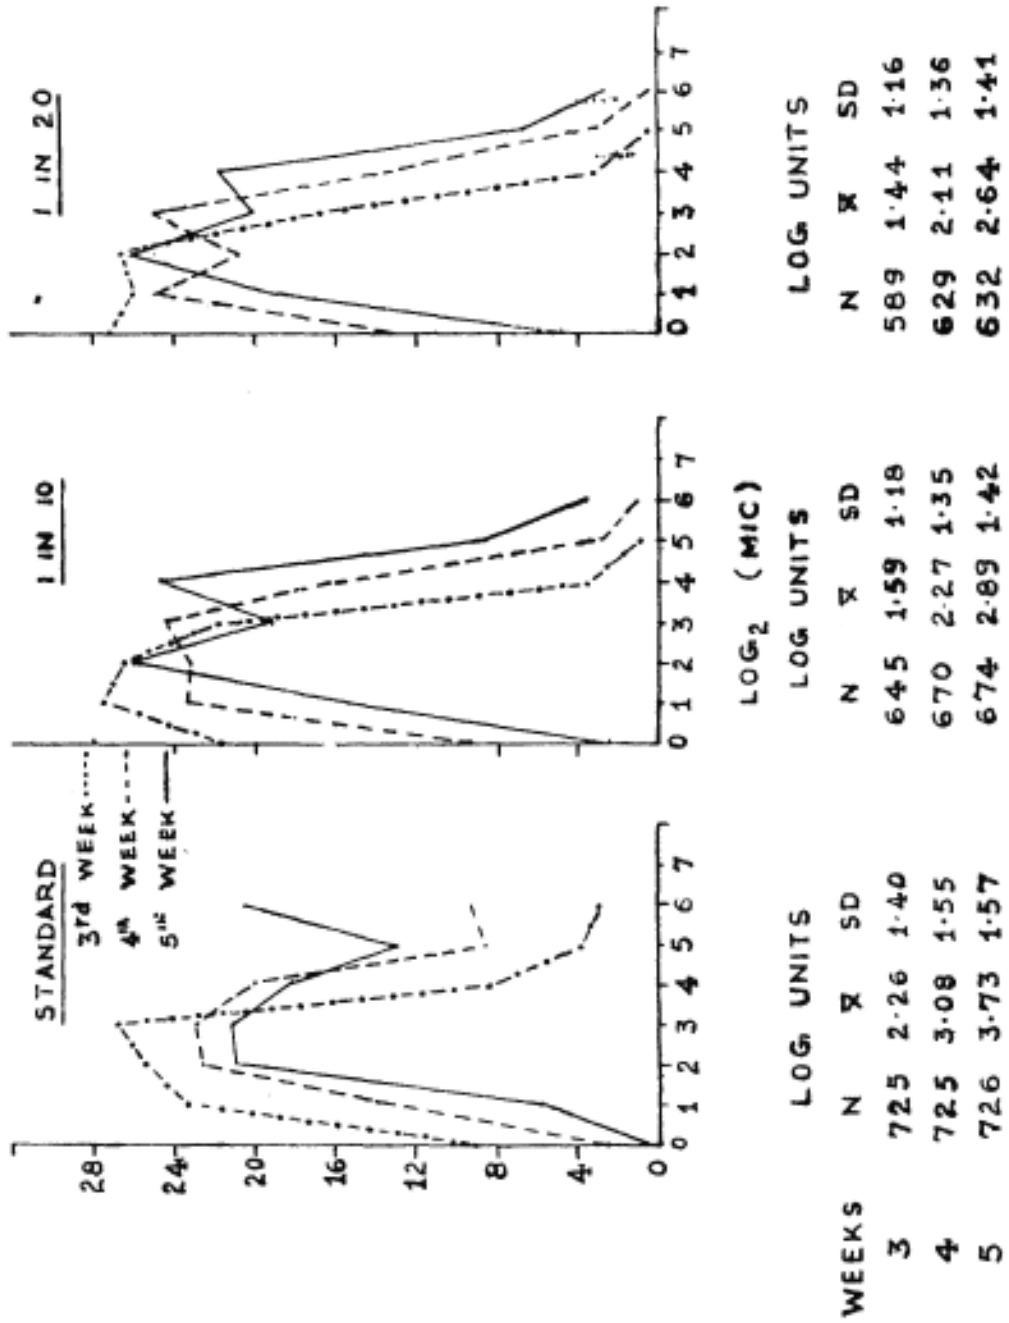 STANDARD
1 IN 10
1 IN 20
3rd WEEK
4th WEEK
5th WEEK
28
24
20
16
12
8
4
0
0 1 2 3 4 5 6 7
0 1 2 3 4 5 6 7
0 1 2 3 4 5 6 7
LOG2 (MIC)
LOG UNITS LOG UNITS LOG UNITS
WEEKS N x̄ SD N x̄ SD N x̄ SD
3 725 2·26 1·40 645 1·59 1·18 589 1·44 1·16
4 725 3·08 1·55 670 2·27 1·35 629 2·11 1·36
5 726 3·73 1·57 674 2·89 1·42 632 2·64 1·41